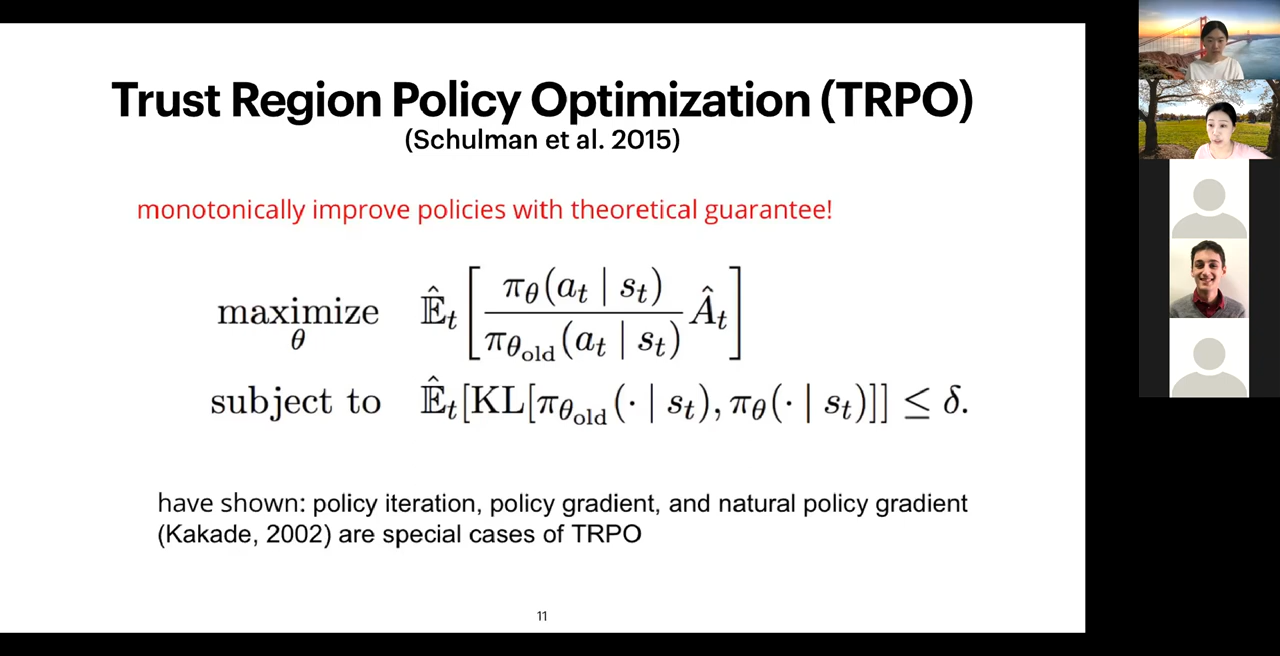 Trust Region Policy Optimization (TRPO)
(Schulman et al. 2015)
monotonically improve policies with theoretical guarantee!
maximize_θ Ê_t [ π_θ(a_t | s_t) / π_θ_old(a_t | s_t) Â_t ]
subject to Ê_t[KL[π_θ_old(· | s_t), π_θ(· | s_t)]] ≤ δ.
have shown: policy iteration, policy gradient, and natural policy gradient
(Kakade, 2002) are special cases of TRPO
11